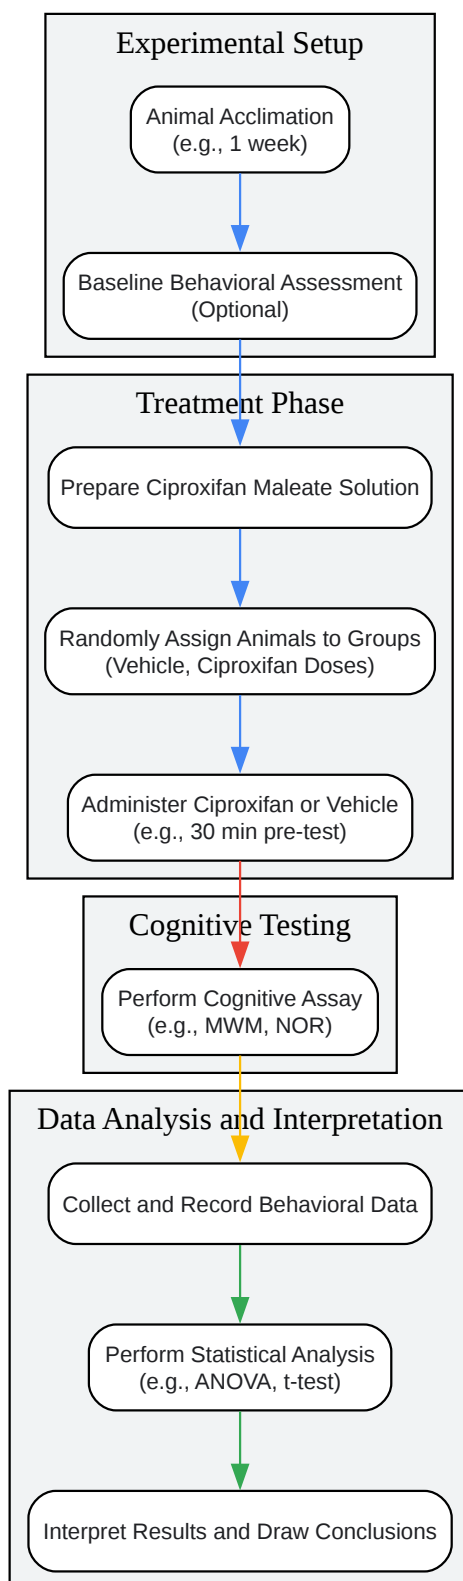 Experimental Setup
Animal Acclimation
(e.g., 1 week)
Baseline Behavioral Assessment
(Optional)
Treatment Phase
Prepare Ciproxifan Maleate Solution
Randomly Assign Animals to Groups
(Vehicle, Ciproxifan Doses)
Administer Ciproxifan or Vehicle
(e.g., 30 min pre-test)
Cognitive Testing
Perform Cognitive Assay
(e.g., MWM, NOR)
Data Analysis and Interpretation
Collect and Record Behavioral Data
Perform Statistical Analysis
(e.g., ANOVA, t-test)
Interpret Results and Draw Conclusions